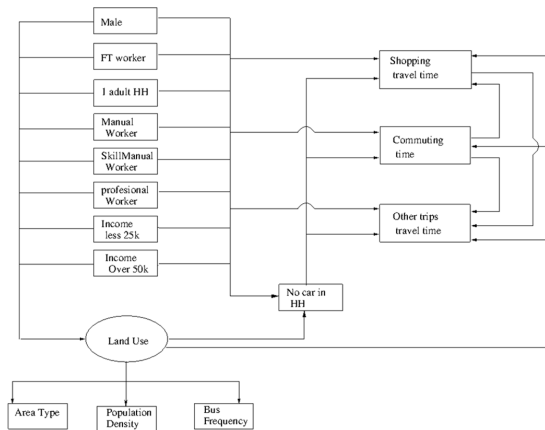 Male
FT worker
1 adult HH
Manual
Worker
SkillManual
Worker
profesional
Worker
Income
less 25k
Income
Over 50k
Shopping
travel time
Commuting
time
Other trips
travel time
No car in
HH
Land Use
Area Type
Population
Density
Bus
Frequency